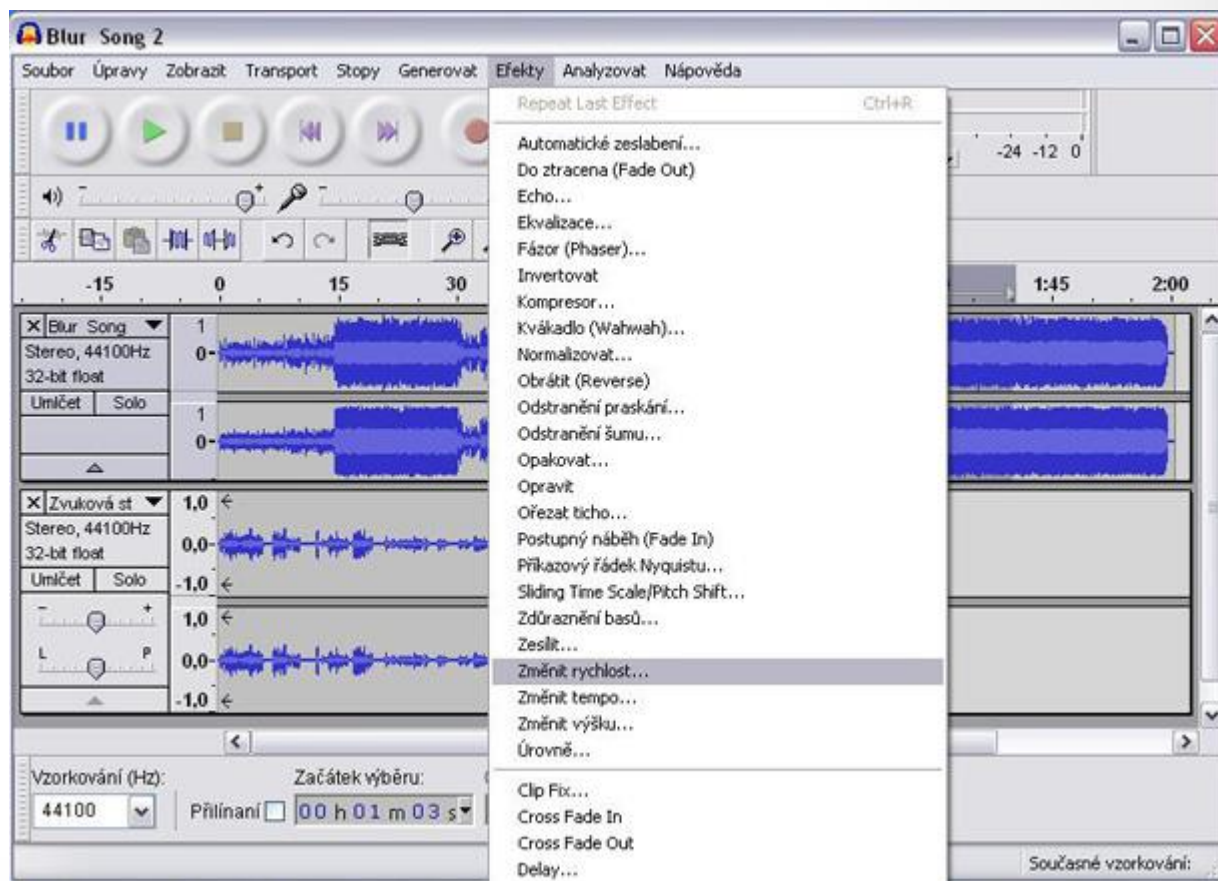 Blur Song 2
Soubor Úpravy Zobrazit Transport Stopy Generovat Efekty Analyzovat Nápověda
Repeat Last Effect Ctrl+R
Automatické zeslabení...
Do ztracena (Fade Out)
Echo...
Ekvalizace...
Fázor (Phaser)...
Invertovat
Kompresor...
Kvákadlo (Wahwah)...
Normalizovat...
Obrátit (Reverse)
Odstranění praskání...
Odstranění šumu...
Opakovat...
Opravit
Ořezat ticho...
Postupný náběh (Fade In)
Příkazový řádek Nyquistu...
Sliding Time Scale/Pitch Shift...
Zdůraznění basů...
Zesílit...
Změnit rychlost...
Změnit tempo...
Změnit výšku...
Úrovně...
Clip Fix...
Cross Fade In
Cross Fade Out
Delay...
-24 -12 0
-15 0 15 30 1:45 2:00
Blur Song
Stereo, 44100Hz
32-bit float
Umlčet Solo
1
0-
1
0-
Zvuková st
Stereo, 44100Hz
32-bit float
Umlčet Solo
- +
L P
1,0
0,0-
-1,0
1,0
0,0-
-1,0
Vzorkování (Hz): Začátek výběru:
44100 Přilínaní 00 h 01 m 03 s
Současné vzorkování: